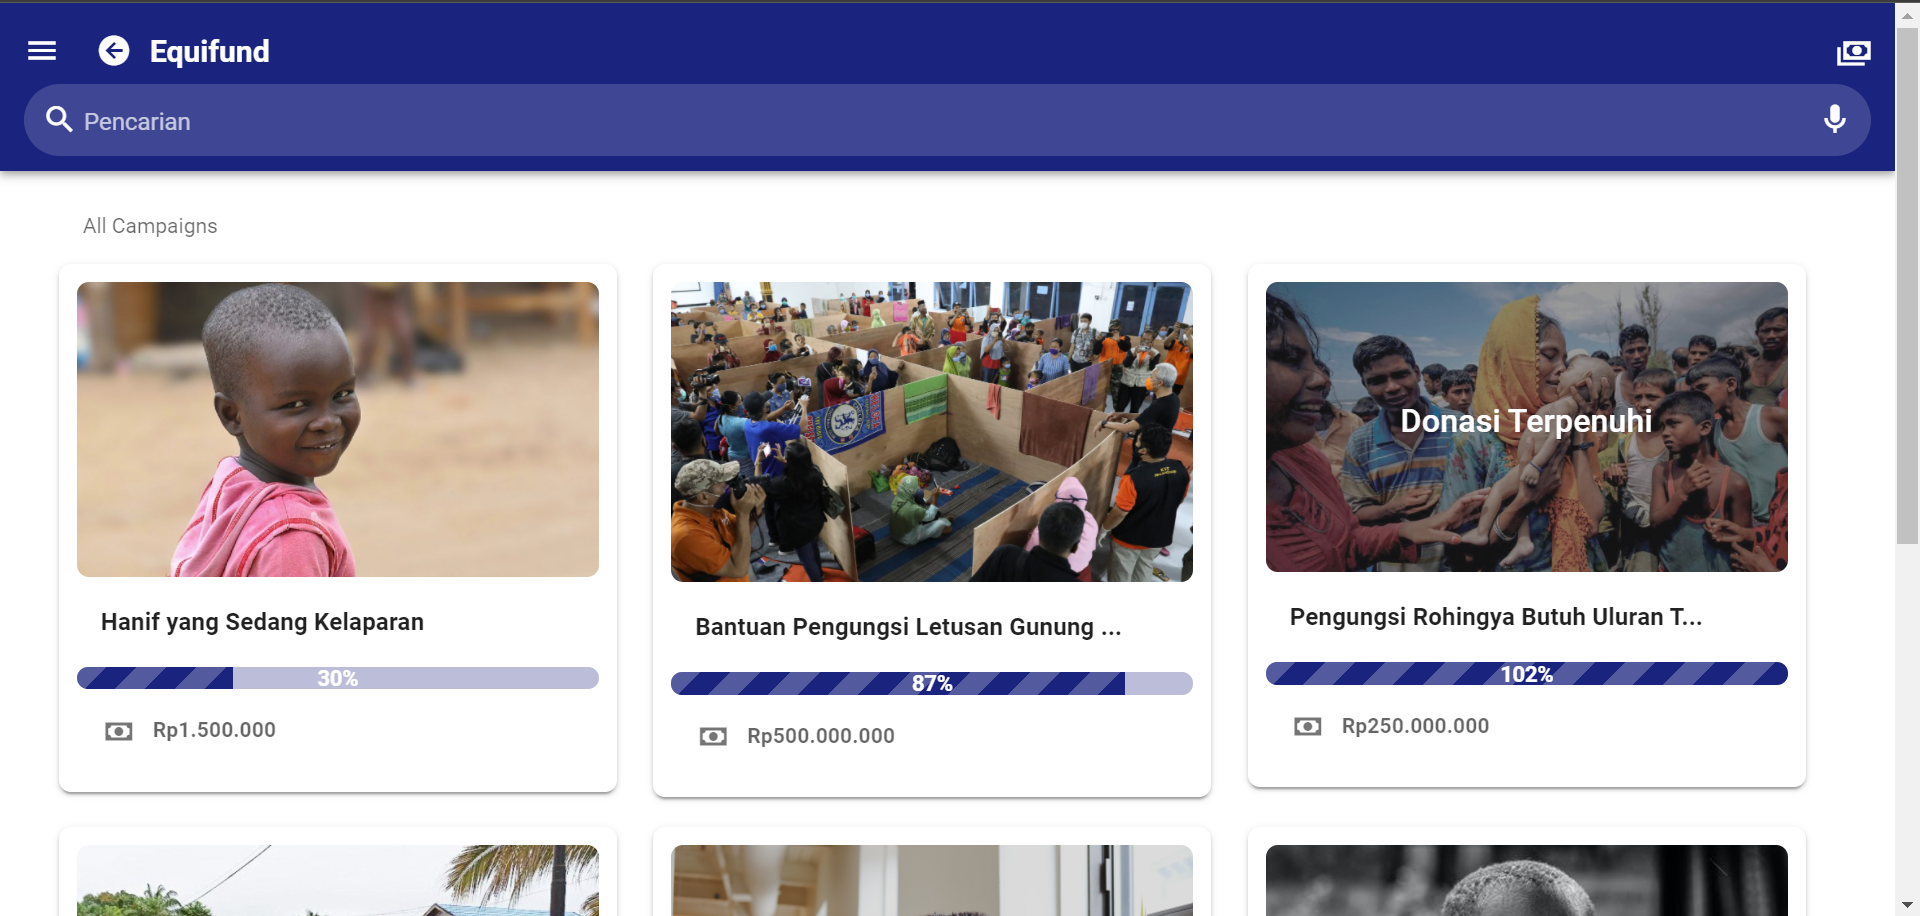 Equifund
Pencarian
All Campaigns
Donasi Terpenuhi
Hanif yang Sedang Kelaparan
Bantuan Pengungsi Letusan Gunung ...
Pengungsi Rohingya Butuh Uluran T...
30%
87%
102%
Rp1.500.000
Rp500.000.000
Rp250.000.000